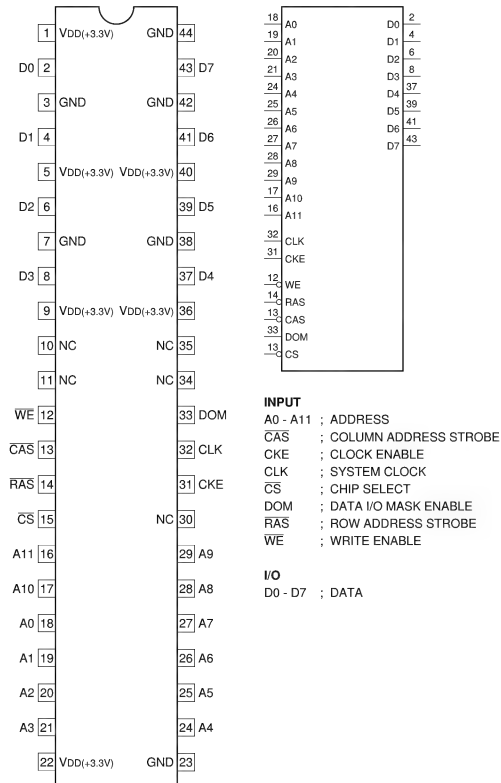 1 VDD(+3.3V) GND 44
D0 2 43 D7
3 GND GND 42
D1 4 41 D6
5 VDD(+3.3V) VDD(+3.3V) 40
D2 6 39 D5
7 GND GND 38
D3 8 37 D4
9 VDD(+3.3V) VDD(+3.3V) 36
10 NC NC 35
11 NC NC 34
WE 12 33 DOM
CAS 13 32 CLK
RAS 14 31 CKE
CS 15 NC 30
A11 16 29 A9
A10 17 28 A8
A0 18 27 A7
A1 19 26 A6
A2 20 25 A5
A3 21 24 A4
22 VDD(+3.3V) GND 23
18 A0 D0 2
19 A1 D1 4
20 A2 D2 6
21 A3 D3 8
24 A4 D4 37
25 A5 D5 39
26 A6 D6 41
27 A7 D7 43
28 A8
29 A9
17 A10
16 A11
32 CLK
31 CKE
12 WE
14 RAS
13 CAS
33 DOM
13 CS
INPUT
A0 - A11 ; ADDRESS
CAS ; COLUMN ADDRESS STROBE
CKE ; CLOCK ENABLE
CLK ; SYSTEM CLOCK
CS ; CHIP SELECT
DOM ; DATA I/O MASK ENABLE
RAS ; ROW ADDRESS STROBE
WE ; WRITE ENABLE
I/O
D0 - D7 ; DATA